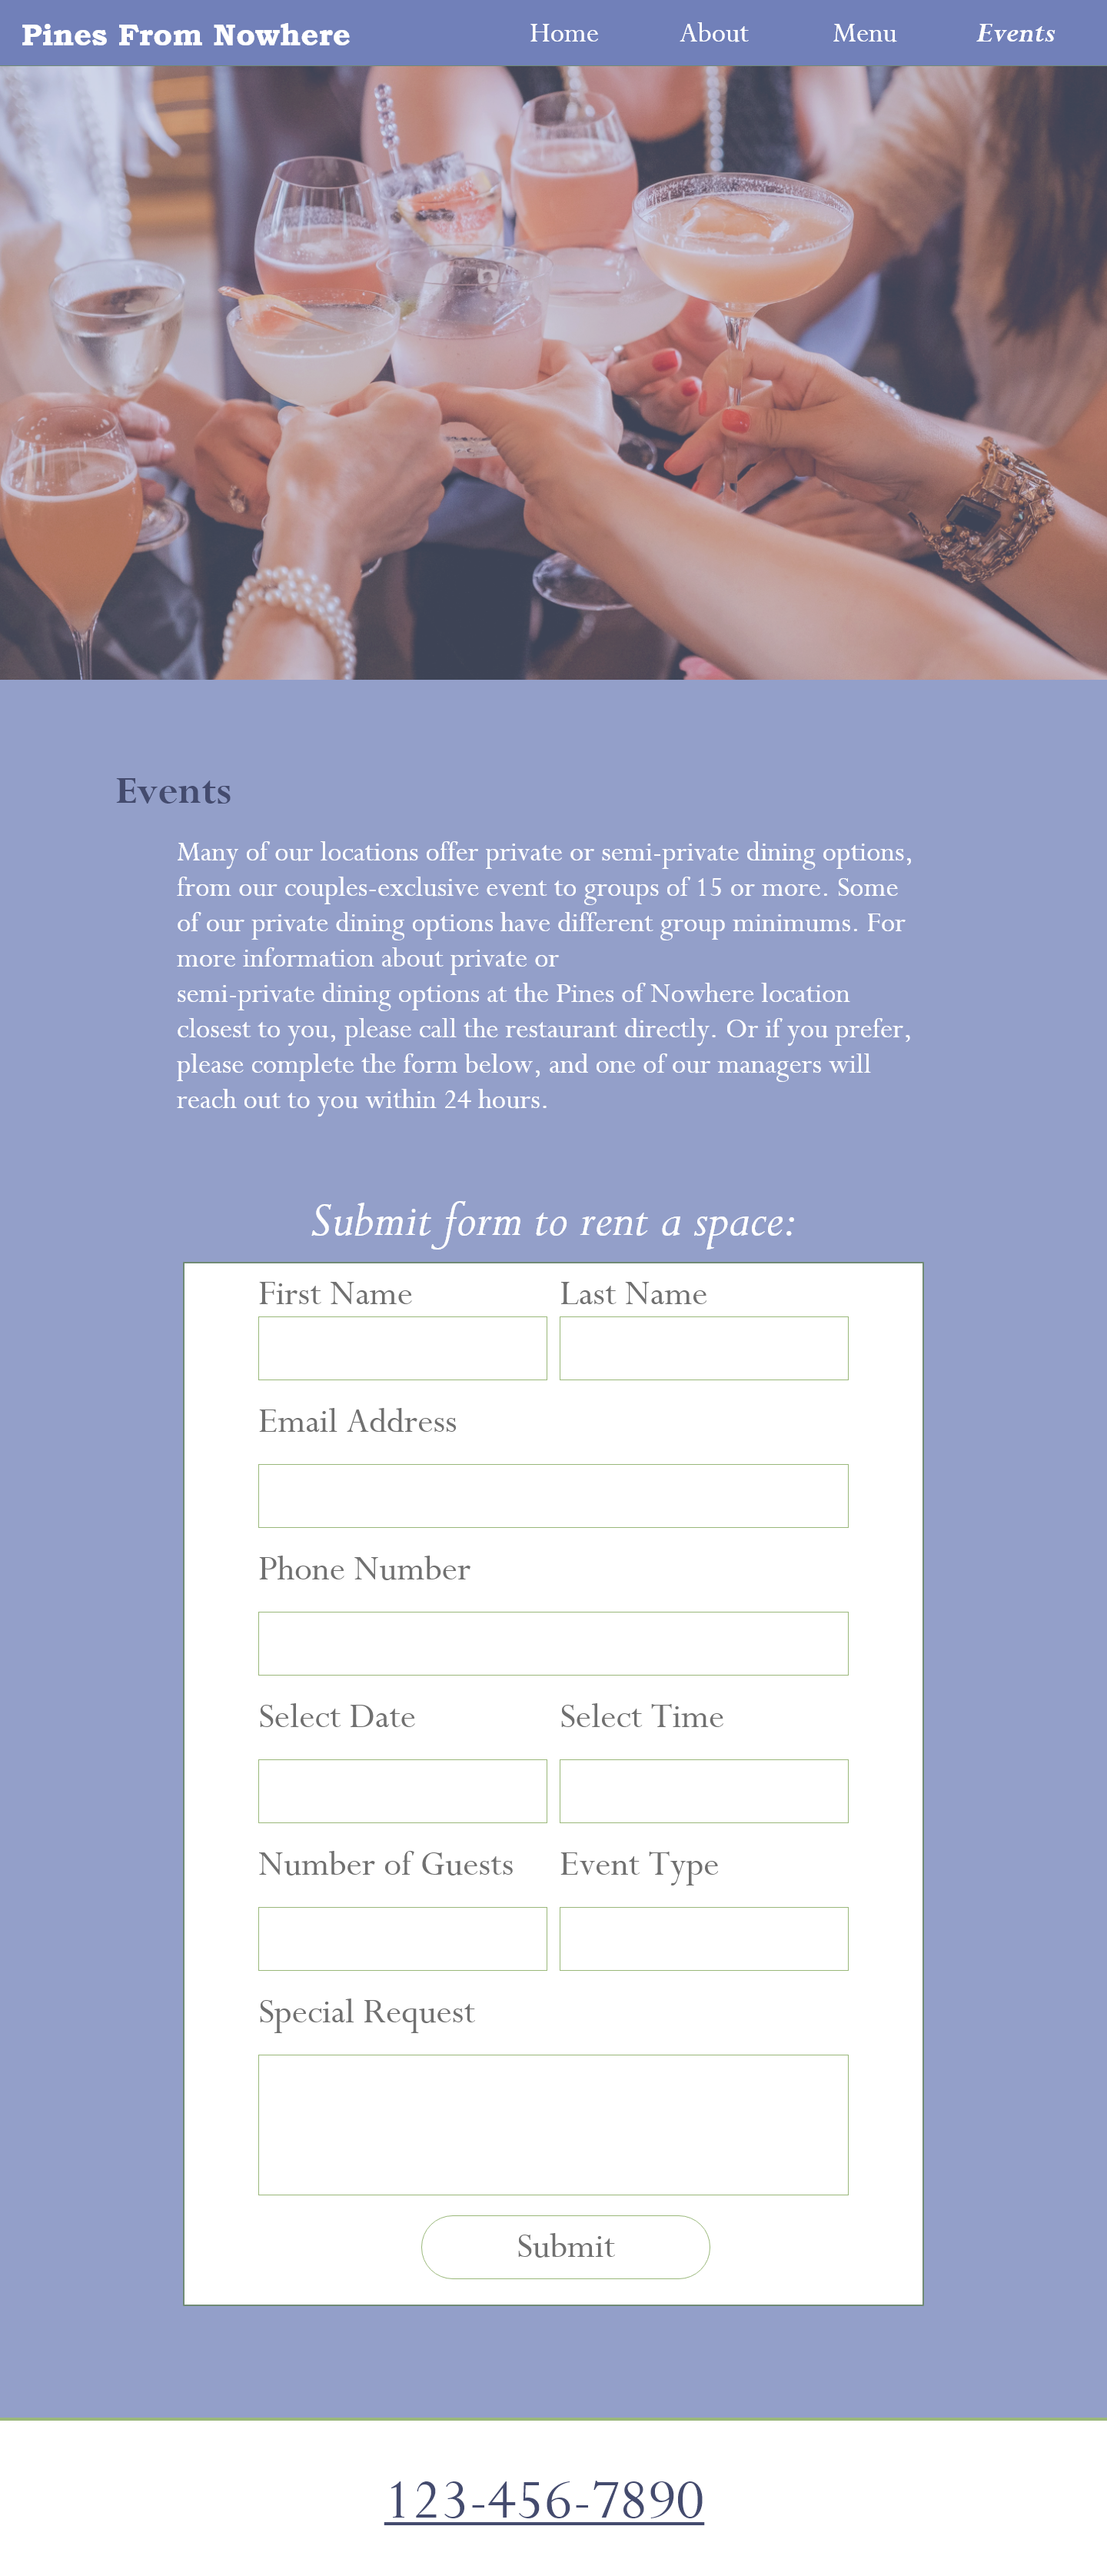 Pines From Nowhere Home About Menu Events
Events
Many of our locations offer private or semi-private dining options,
from our couples-exclusive event to groups of 15 or more. Some
of our private dining options have different group minimums. For
more information about private or
semi-private dining options at the Pines of Nowhere location
closest to you, please call the restaurant directly. Or if you prefer,
please complete the form below, and one of our managers will
reach out to you within 24 hours.
Submit form to rent a space:
First Name Last Name
Email Address
Phone Number
Select Date Select Time
Number of Guests Event Type
Special Request
Submit
123-456-7890